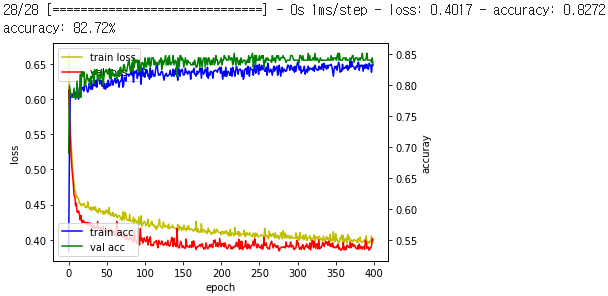 28/28 [==============================] - 0s 1ms/step - loss: 0.4017 - accuracy: 0.8272
accuracy: 82.72%
train loss
train acc
val acc
0.65
0.60
0.55
0.50
0.45
0.40
loss
0.85
0.80
0.75
0.70
0.65
0.60
0.55
accuray
0 50 100 150 200 250 300 350 400
epoch